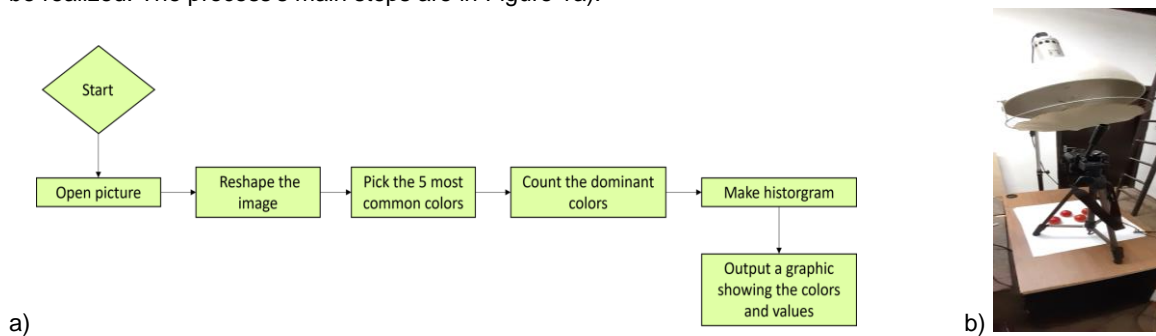 be realized. The process's main steps are in Figure 1a).
Start
Open picture
Reshape the
image
Pick the 5 most
common colors
Count the dominant
colors
Make historgram
Output a graphic
showing the colors
and values
a)
b)